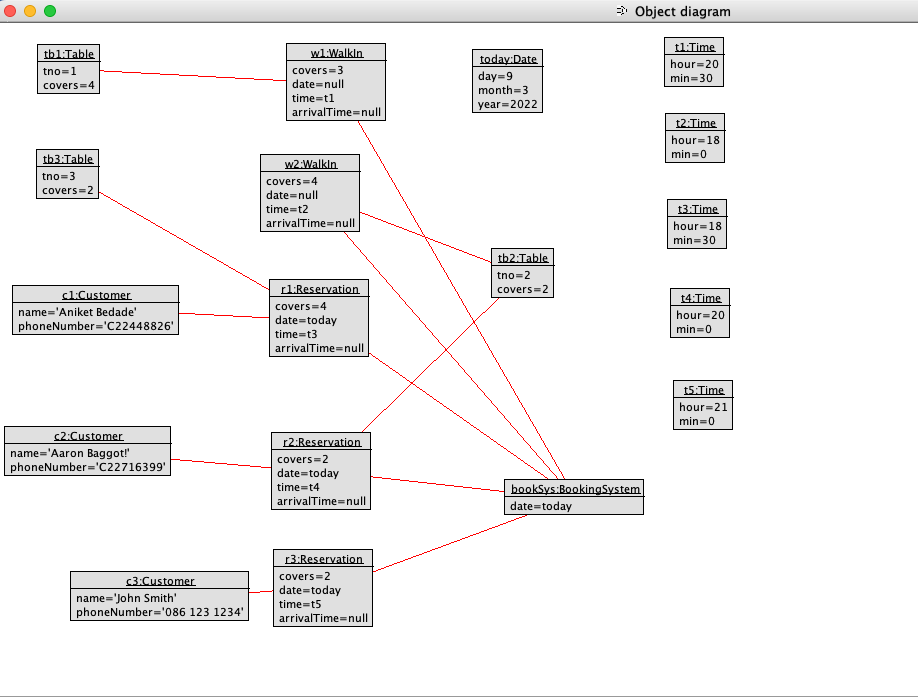 Object diagram
tb1:Table
tno=1
covers=4
w1:WalkIn
covers=3
date=null
time=t1
arrivalTime=null
today:Date
day=9
month=3
year=2022
t1:Time
hour=20
min=30
t2:Time
hour=18
min=0
tb3:Table
tno=3
covers=2
w2:WalkIn
covers=4
date=null
time=t2
arrivalTime=null
t3:Time
hour=18
min=30
tb2:Table
tno=2
covers=2
c1:Customer
name='Aniket Bedade'
phoneNumber='C22448826'
r1:Reservation
covers=4
date=today
time=t3
arrivalTime=null
t4:Time
hour=20
min=0
t5:Time
hour=21
min=0
c2:Customer
name='Aaron Baggot!'
phoneNumber='C22716399'
r2:Reservation
covers=2
date=today
time=t4
arrivalTime=null
bookSys:BookingSystem
date=today
c3:Customer
name='John Smith'
phoneNumber='086 123 1234'
r3:Reservation
covers=2
date=today
time=t5
arrivalTime=null